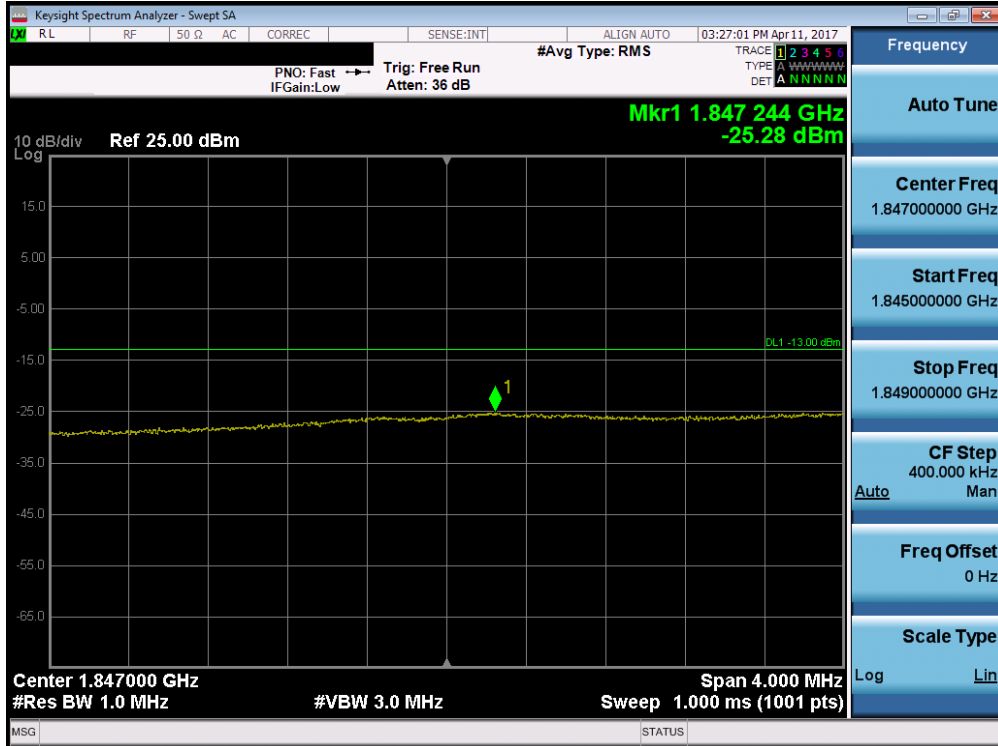 Keysight Spectrum Analyzer - Swept SA
LXI RL RF 50 Ω AC CORREC SENSE:INT ALIGN AUTO 03:27:01 PM Apr 11, 2017
#Avg Type: RMS TRACE 1 2 3 4 5 6
PNO: Fast Trig: Free Run TYPE A WWWWW
IFGain:Low Atten: 36 dB DET A N N N N N
Mkr1 1.847 244 GHz
-25.28 dBm
10 dB/div Ref 25.00 dBm
Log
15.0
5.00
-5.00
DL1 -13.00 dBm
-15.0
1
-25.0
-35.0
-45.0
-55.0
-65.0
Center 1.847000 GHz Span 4.000 MHz
#Res BW 1.0 MHz #VBW 3.0 MHz Sweep 1.000 ms (1001 pts)
MSG STATUS
Frequency
Auto Tune
Center Freq
1.847000000 GHz
Start Freq
1.845000000 GHz
Stop Freq
1.849000000 GHz
CF Step
400.000 kHz
Auto Man
Freq Offset
0 Hz
Scale Type
Log Lin